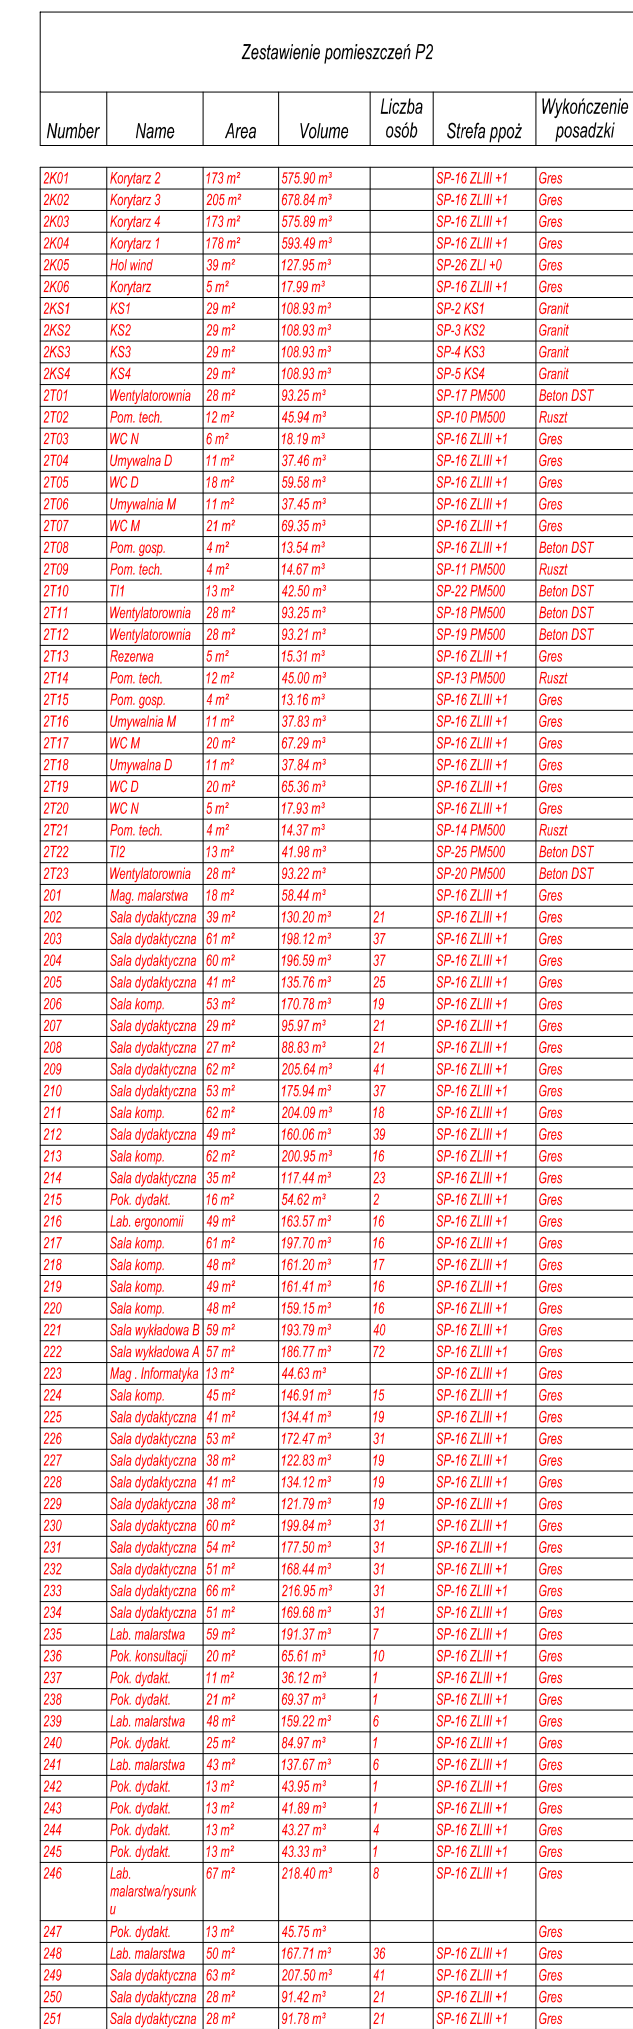 Zestawienie pomieszczeń P2
Number Name Area Volume Liczba osób Strefa ppoż Wykończenie posadzki
2K01 Korytarz 2 173 m² 575.90 m³ SP-16 ZLIII +1 Gres
2K02 Korytarz 3 205 m² 678.84 m³ SP-16 ZLIII +1 Gres
2K03 Korytarz 4 173 m² 575.89 m³ SP-16 ZLIII +1 Gres
2K04 Korytarz 1 178 m² 593.49 m³ SP-16 ZLIII +1 Gres
2K05 Hol wind 39 m² 127.95 m³ SP-26 ZLI +0 Gres
2K06 Korytarz 5 m² 17.99 m³ SP-16 ZLIII +1 Gres
2KS1 KS1 29 m² 108.93 m³ SP-2 KS1 Granit
2KS2 KS2 29 m² 108.93 m³ SP-3 KS2 Granit
2KS3 KS3 29 m² 108.93 m³ SP-4 KS3 Granit
2KS4 KS4 29 m² 108.93 m³ SP-5 KS4 Granit
2T01 Wentylatorownia 28 m² 93.25 m³ SP-17 PM500 Beton DST
2T02 Pom. tech. 12 m² 45.94 m³ SP-10 PM500 Ruszt
2T03 WC N 6 m² 18.19 m³ SP-16 ZLIII +1 Gres
2T04 Umywalna D 11 m² 37.46 m³ SP-16 ZLIII +1 Gres
2T05 WC D 18 m² 59.58 m³ SP-16 ZLIII +1 Gres
2T06 Umywalnia M 11 m² 37.45 m³ SP-16 ZLIII +1 Gres
2T07 WC M 21 m² 69.35 m³ SP-16 ZLIII +1 Gres
2T08 Pom. gosp. 4 m² 13.54 m³ SP-16 ZLIII +1 Beton DST
2T09 Pom. tech. 4 m² 14.67 m³ SP-11 PM500 Ruszt
2T10 TI1 13 m² 42.50 m³ SP-22 PM500 Beton DST
2T11 Wentylatorownia 28 m² 93.25 m³ SP-18 PM500 Beton DST
2T12 Wentylatorownia 28 m² 93.21 m³ SP-19 PM500 Beton DST
2T13 Rezerwa 5 m² 15.31 m³ SP-16 ZLIII +1 Gres
2T14 Pom. tech. 12 m² 45.00 m³ SP-13 PM500 Ruszt
2T15 Pom. gosp. 4 m² 13.16 m³ SP-16 ZLIII +1 Gres
2T16 Umywalnia M 11 m² 37.83 m³ SP-16 ZLIII +1 Gres
2T17 WC M 20 m² 67.29 m³ SP-16 ZLIII +1 Gres
2T18 Umywalna D 11 m² 37.84 m³ SP-16 ZLIII +1 Gres
2T19 WC D 20 m² 65.36 m³ SP-16 ZLIII +1 Gres
2T20 WC N 5 m² 17.93 m³ SP-16 ZLIII +1 Gres
2T21 Pom. tech. 4 m² 14.37 m³ SP-14 PM500 Ruszt
2T22 TI2 13 m² 41.98 m³ SP-25 PM500 Beton DST
2T23 Wentylatorownia 28 m² 93.22 m³ SP-20 PM500 Beton DST
201 Mag. malarstwa 18 m² 58.44 m³ SP-16 ZLIII +1 Gres
202 Sala dydaktyczna 39 m² 130.20 m³ 21 SP-16 ZLIII +1 Gres
203 Sala dydaktyczna 61 m² 198.12 m³ 37 SP-16 ZLIII +1 Gres
204 Sala dydaktyczna 60 m² 196.59 m³ 37 SP-16 ZLIII +1 Gres
205 Sala dydaktyczna 41 m² 135.76 m³ 25 SP-16 ZLIII +1 Gres
206 Sala komp. 53 m² 170.78 m³ 19 SP-16 ZLIII +1 Gres
207 Sala dydaktyczna 29 m² 95.97 m³ 21 SP-16 ZLIII +1 Gres
208 Sala dydaktyczna 27 m² 88.83 m³ 21 SP-16 ZLIII +1 Gres
209 Sala dydaktyczna 62 m² 205.64 m³ 41 SP-16 ZLIII +1 Gres
210 Sala dydaktyczna 53 m² 175.94 m³ 37 SP-16 ZLIII +1 Gres
211 Sala komp. 62 m² 204.09 m³ 18 SP-16 ZLIII +1 Gres
212 Sala dydaktyczna 49 m² 160.06 m³ 39 SP-16 ZLIII +1 Gres
213 Sala komp. 62 m² 200.95 m³ 16 SP-16 ZLIII +1 Gres
214 Sala dydaktyczna 35 m² 117.44 m³ 23 SP-16 ZLIII +1 Gres
215 Pok. dydakt. 16 m² 54.62 m³ 2 SP-16 ZLIII +1 Gres
216 Lab. ergonomii 49 m² 163.57 m³ 16 SP-16 ZLIII +1 Gres
217 Sala komp. 61 m² 197.70 m³ 16 SP-16 ZLIII +1 Gres
218 Sala komp. 48 m² 161.20 m³ 17 SP-16 ZLIII +1 Gres
219 Sala komp. 49 m² 161.41 m³ 16 SP-16 ZLIII +1 Gres
220 Sala komp. 48 m² 159.15 m³ 16 SP-16 ZLIII +1 Gres
221 Sala wykładowa B 59 m² 193.79 m³ 40 SP-16 ZLIII +1 Gres
222 Sala wykładowa A 57 m² 186.77 m³ 72 SP-16 ZLIII +1 Gres
223 Mag . Informatyka 13 m² 44.63 m³ SP-16 ZLIII +1 Gres
224 Sala komp. 45 m² 146.91 m³ 15 SP-16 ZLIII +1 Gres
225 Sala dydaktyczna 41 m² 134.41 m³ 19 SP-16 ZLIII +1 Gres
226 Sala dydaktyczna 53 m² 172.47 m³ 31 SP-16 ZLIII +1 Gres
227 Sala dydaktyczna 38 m² 122.83 m³ 19 SP-16 ZLIII +1 Gres
228 Sala dydaktyczna 41 m² 134.12 m³ 19 SP-16 ZLIII +1 Gres
229 Sala dydaktyczna 38 m² 121.79 m³ 19 SP-16 ZLIII +1 Gres
230 Sala dydaktyczna 60 m² 199.84 m³ 31 SP-16 ZLIII +1 Gres
231 Sala dydaktyczna 54 m² 177.50 m³ 31 SP-16 ZLIII +1 Gres
232 Sala dydaktyczna 51 m² 168.44 m³ 31 SP-16 ZLIII +1 Gres
233 Sala dydaktyczna 66 m² 216.95 m³ 31 SP-16 ZLIII +1 Gres
234 Sala dydaktyczna 51 m² 169.68 m³ 31 SP-16 ZLIII +1 Gres
235 Lab. malarstwa 59 m² 191.37 m³ 7 SP-16 ZLIII +1 Gres
236 Pok. konsultacji 20 m² 65.61 m³ 10 SP-16 ZLIII +1 Gres
237 Pok. dydakt. 11 m² 36.12 m³ 1 SP-16 ZLIII +1 Gres
238 Pok. dydakt. 21 m² 69.37 m³ 1 SP-16 ZLIII +1 Gres
239 Lab. malarstwa 48 m² 159.22 m³ 6 SP-16 ZLIII +1 Gres
240 Pok. dydakt. 25 m² 84.97 m³ 1 SP-16 ZLIII +1 Gres
241 Lab. malarstwa 43 m² 137.67 m³ 6 SP-16 ZLIII +1 Gres
242 Pok. dydakt. 13 m² 43.95 m³ 1 SP-16 ZLIII +1 Gres
243 Pok. dydakt. 13 m² 41.89 m³ 1 SP-16 ZLIII +1 Gres
244 Pok. dydakt. 13 m² 43.27 m³ 4 SP-16 ZLIII +1 Gres
245 Pok. dydakt. 13 m² 43.33 m³ 1 SP-16 ZLIII +1 Gres
246 Lab. 67 m² 218.40 m³ 8 SP-16 ZLIII +1 Gres
malarstwa/rysunk
u
247 Pok. dydakt. 13 m² 45.75 m³ Gres
248 Lab. malarstwa 50 m² 167.71 m³ 36 SP-16 ZLIII +1 Gres
249 Sala dydaktyczna 63 m² 207.50 m³ 41 SP-16 ZLIII +1 Gres
250 Sala dydaktyczna 28 m² 91.42 m³ 21 SP-16 ZLIII +1 Gres
251 Sala dydaktyczna 28 m² 91.78 m³ 21 SP-16 ZLIII +1 Gres